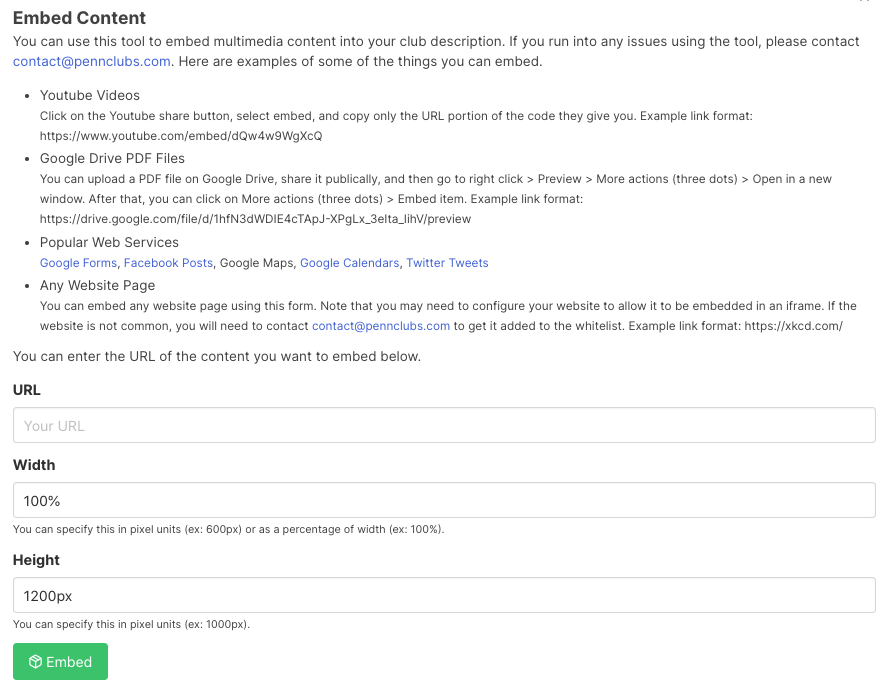 Embed Content
You can use this tool to embed multimedia content into your club description. If you run into any issues using the tool, please contact
contact@pennclubs.com. Here are examples of some of the things you can embed.
• Youtube Videos
Click on the Youtube share button, select embed, and copy only the URL portion of the code they give you. Example link format:
https://www.youtube.com/embed/dQw4w9WgXcQ
• Google Drive PDF Files
You can upload a PDF file on Google Drive, share it publically, and then go to right click > Preview > More actions (three dots) > Open in a new
window. After that, you can click on More actions (three dots) > Embed item. Example link format:
https://drive.google.com/file/d/1hfN3dWDIE4cTApJ-XPgLx_3eIta_lihV/preview
• Popular Web Services
Google Forms, Facebook Posts, Google Maps, Google Calendars, Twitter Tweets
• Any Website Page
You can embed any website page using this form. Note that you may need to configure your website to allow it to be embedded in an iframe. If the
website is not common, you will need to contact contact@pennclubs.com to get it added to the whitelist. Example link format: https://xkcd.com/
You can enter the URL of the content you want to embed below.
URL
Your URL
Width
100%
You can specify this in pixel units (ex: 600px) or as a percentage of width (ex: 100%).
Height
1200px
You can specify this in pixel units (ex: 1000px).
Embed